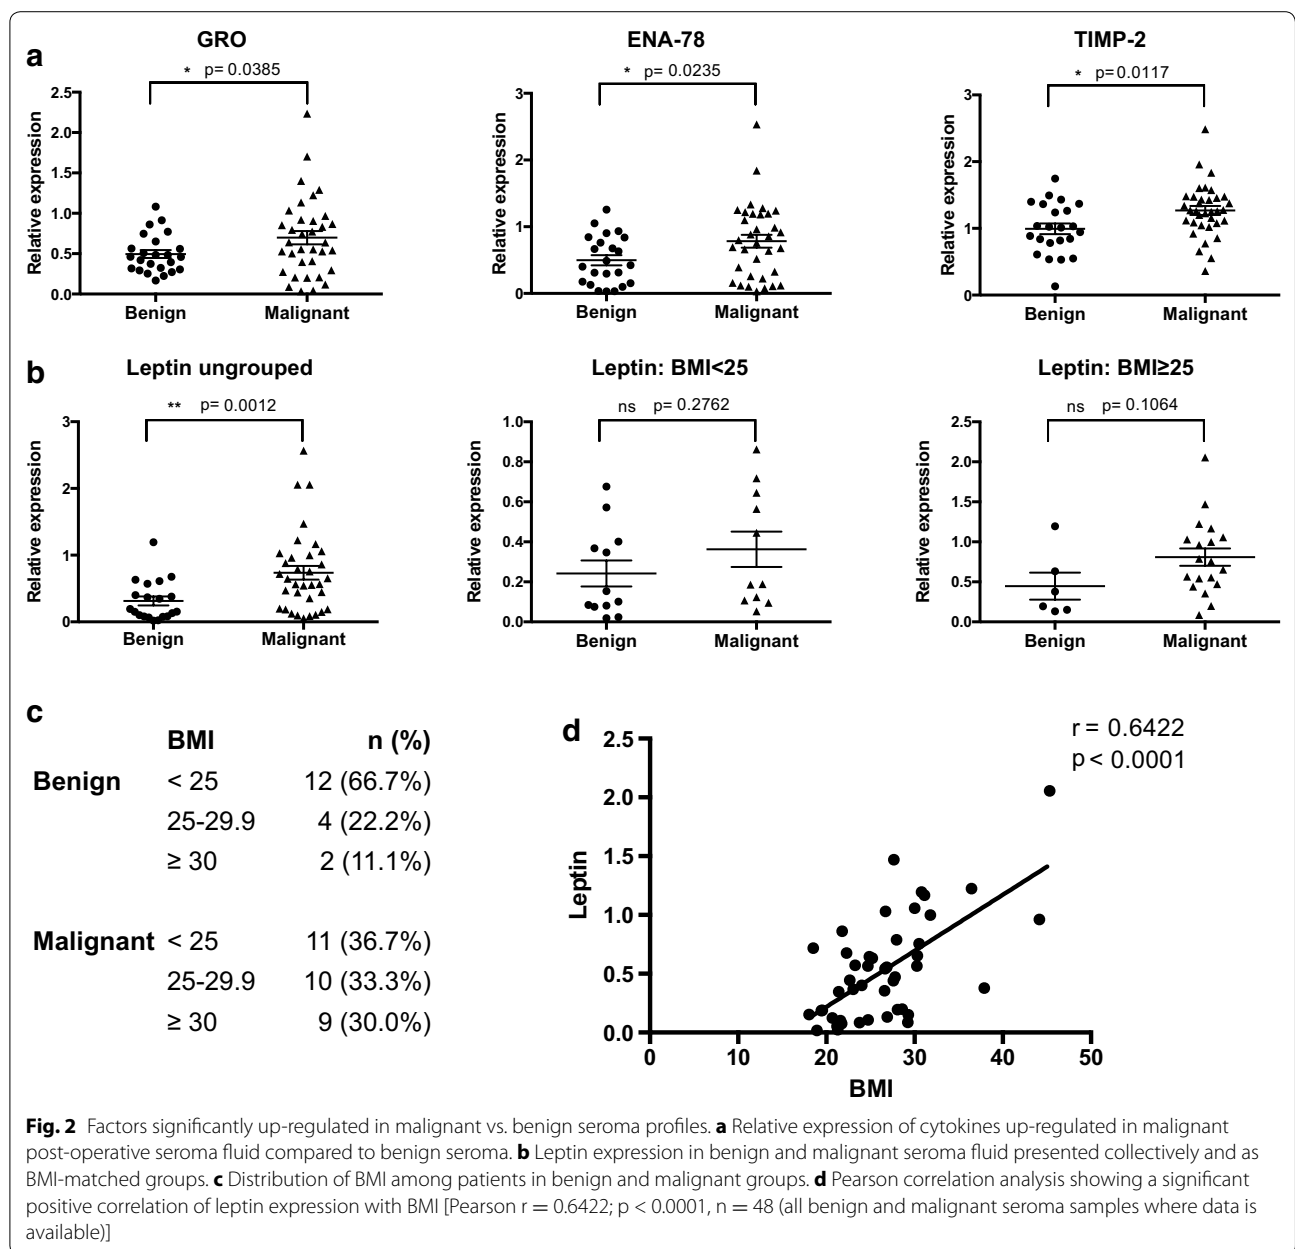 a
GRO
* p= 0.0385
Relative expression
2.5
2.0
1.5
1.0
0.5
0.0
Benign Malignant
ENA-78
* p= 0.0235
Relative expression
3
2
1
0
Benign Malignant
TIMP-2
* p=0.0117
Relative expression
3
2
1
0
Benign Malignant
b
Leptin ungrouped
** p= 0.0012
Relative expression
3
2
1
0
Benign Malignant
Leptin: BMI<25
ns p= 0.2762
Relative expression
1.0
0.8
0.6
0.4
0.2
0.0
Benign Malignant
Leptin: BMI≥25
ns p= 0.1064
Relative expression
2.5
2.0
1.5
1.0
0.5
0.0
Benign Malignant
c
BMI n (%)
Benign < 25 12 (66.7%)
25-29.9 4 (22.2%)
≥ 30 2 (11.1%)
Malignant < 25 11 (36.7%)
25-29.9 10 (33.3%)
≥ 30 9 (30.0%)
d
r = 0.6422
p < 0.0001
Leptin
2.5
2.0
1.5
1.0
0.5
0.0
0 10 20 30 40 50
BMI
Fig. 2 Factors significantly up-regulated in malignant vs. benign seroma profiles. a Relative expression of cytokines up-regulated in malignant
post-operative seroma fluid compared to benign seroma. b Leptin expression in benign and malignant seroma fluid presented collectively and as
BMI-matched groups. c Distribution of BMI among patients in benign and malignant groups. d Pearson correlation analysis showing a significant
positive correlation of leptin expression with BMI [Pearson r = 0.6422; p < 0.0001, n = 48 (all benign and malignant seroma samples where data is
available)]